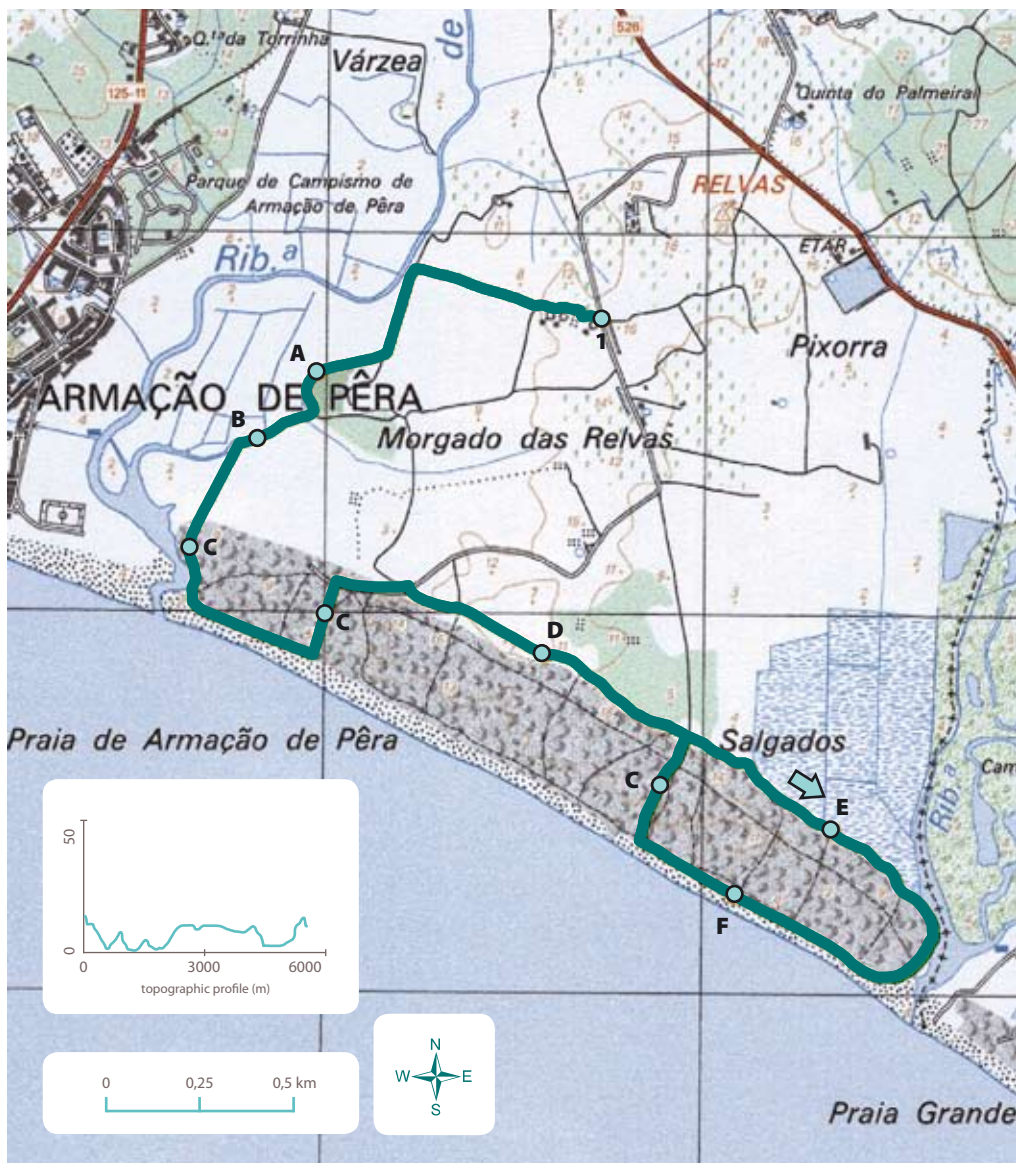 Q.ta da Torrinha
Várzea
de
526
125-11
Quinta do Palmeiral
Parque de Campismo de
Armação de Pêra
RELVAS
Rib.a
ETAR
1
Pixorra
A
ARMAÇÃO DE PÊRA
B
Morgado das Relvas
C
C
D
Praia de Armação de Pêra
Salgados
C
E
Rib.a
Cam
F
50
0
0
3000
6000
topographic profile (m)
0
0,25
0,5 km
N
W
E
S
Praia Grande